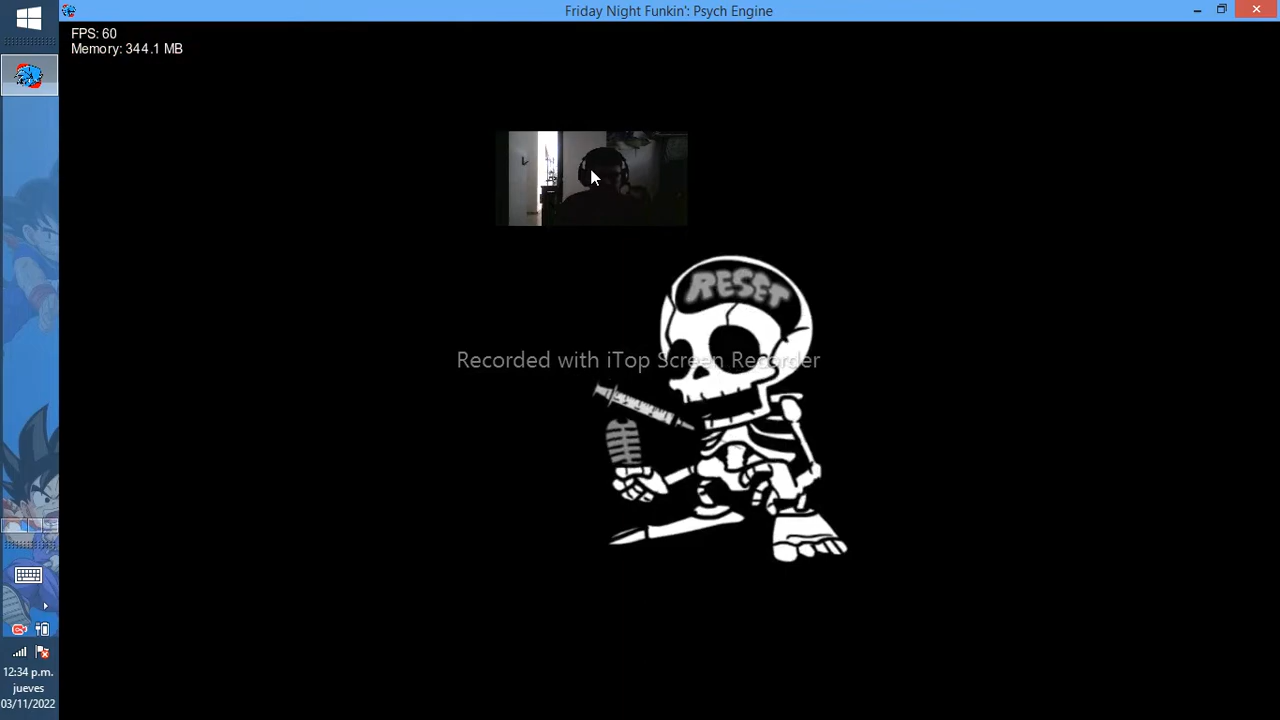 Friday Night Funkin': Psych Engine
FPS: 60
Memory: 344.1 MB
RESET
Recorded with iTop Screen Recorder
12:34 p.m.
jueves
03/11/2022